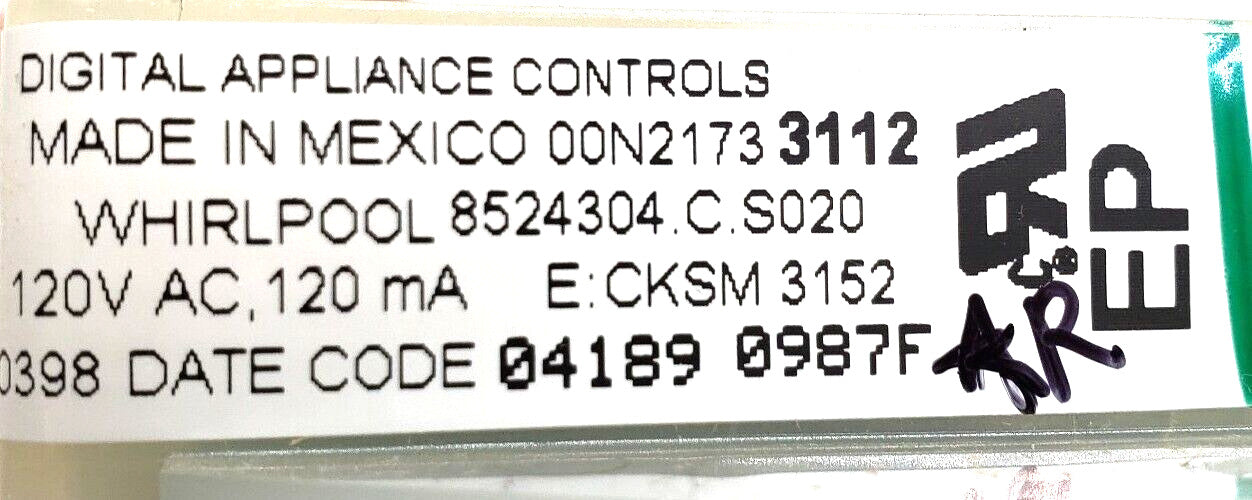 DIGITAL APPLIANCE CONTROLS
MADE IN MEXICO 00N2173 3112
WHIRLPOOL 8524304.C.S020
120V AC, 120 mA E:CKSM 3152
0398 DATE CODE 04189 0987F
EP